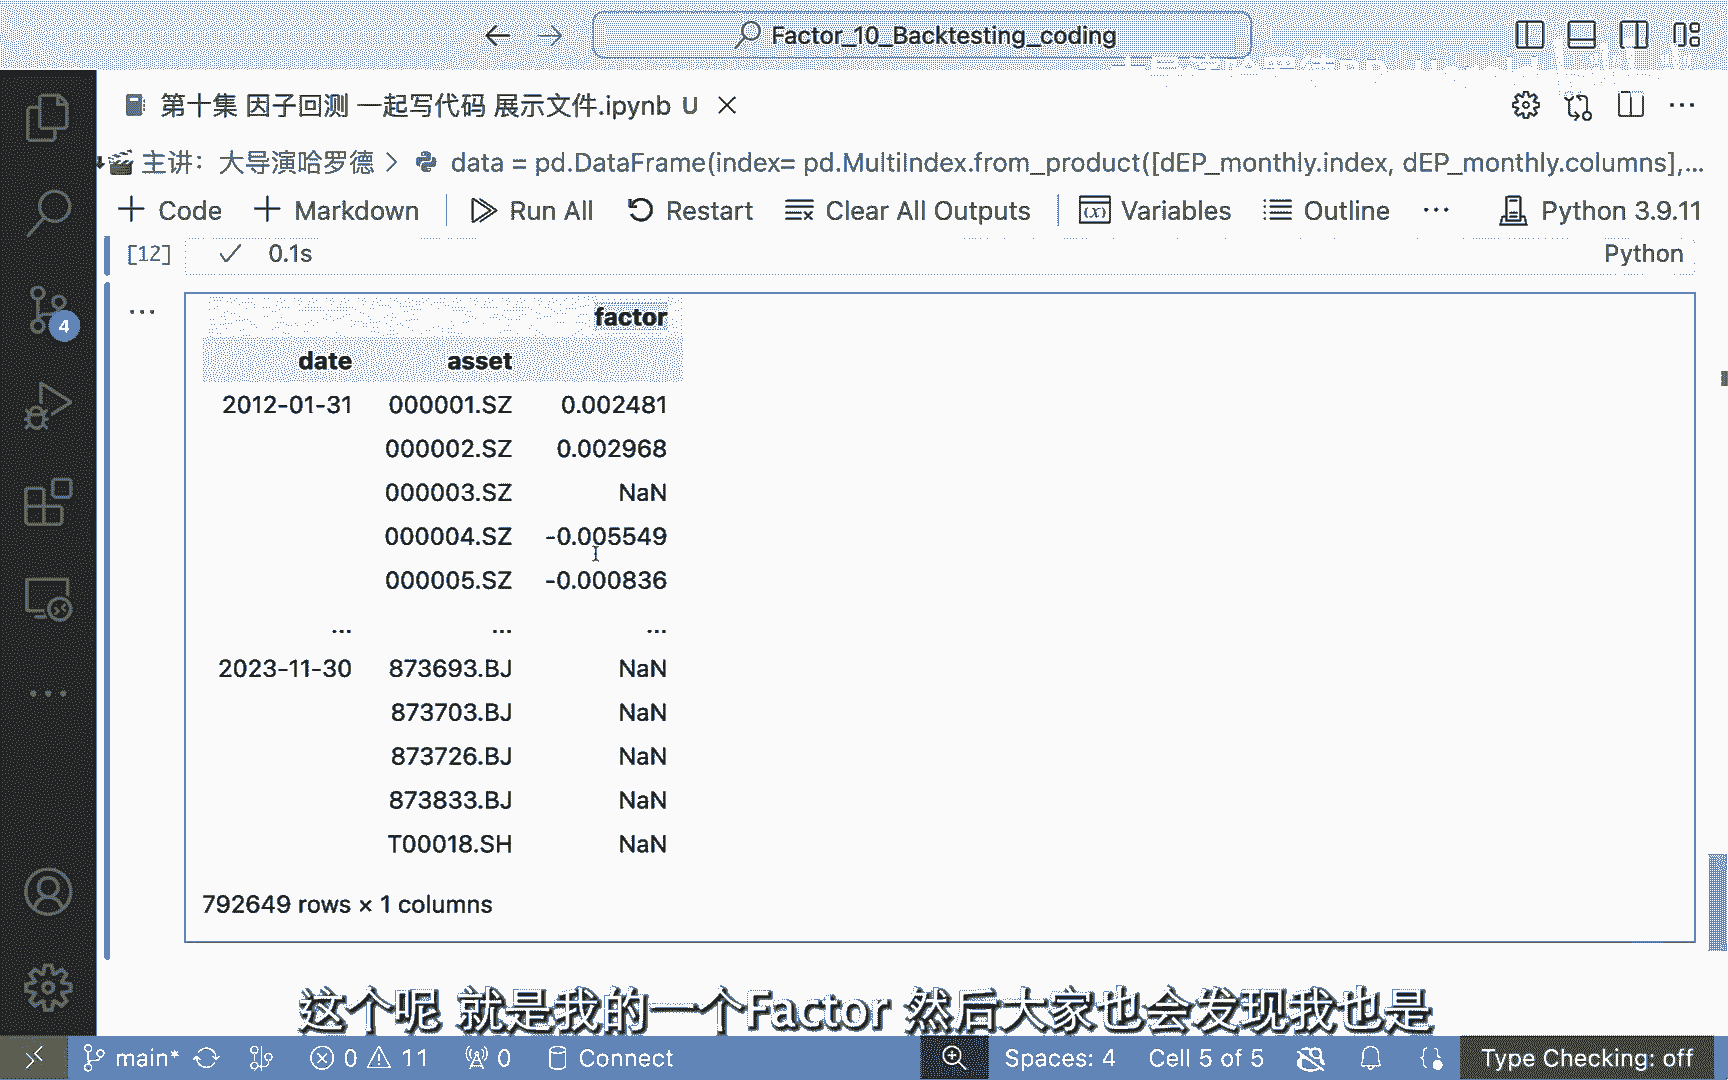 Factor_10_Backtesting_coding
第十集 因子回测 一起写代码 展示文件.ipynb U
主讲：大导演哈罗德 > data = pd.DataFrame(index= pd.MultiIndex.from_product([dEP_monthly.index, dEP_monthly.columns],...
+ Code + Markdown Run All Restart Clear All Outputs Variables Outline ... Python 3.9.11
[12] ✓ 0.1s Python
factor
date asset
2012-01-31 000001.SZ 0.002481
000002.SZ 0.002968
000003.SZ NaN
000004.SZ -0.005549
000005.SZ -0.000836
... ... ...
2023-11-30 873693.BJ NaN
873703.BJ NaN
873726.BJ NaN
873833.BJ NaN
T00018.SH NaN
792649 rows × 1 columns
4
这个呢 就是我的一个Factor 然后大家也会发现我也是
main* 0 11 0 Connect Spaces: 4 Cell 5 of 5 Type Checking: off